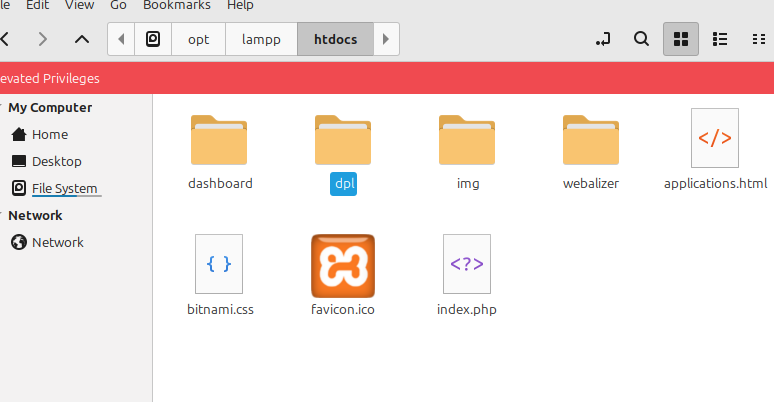 le Edit View Go Bookmarks Help
opt lampp htdocs
evated Privileges
My Computer
Home
Desktop
File System
Network
Network
dashboard dpl img webalizer applications.html
bitnami.css favicon.ico index.php